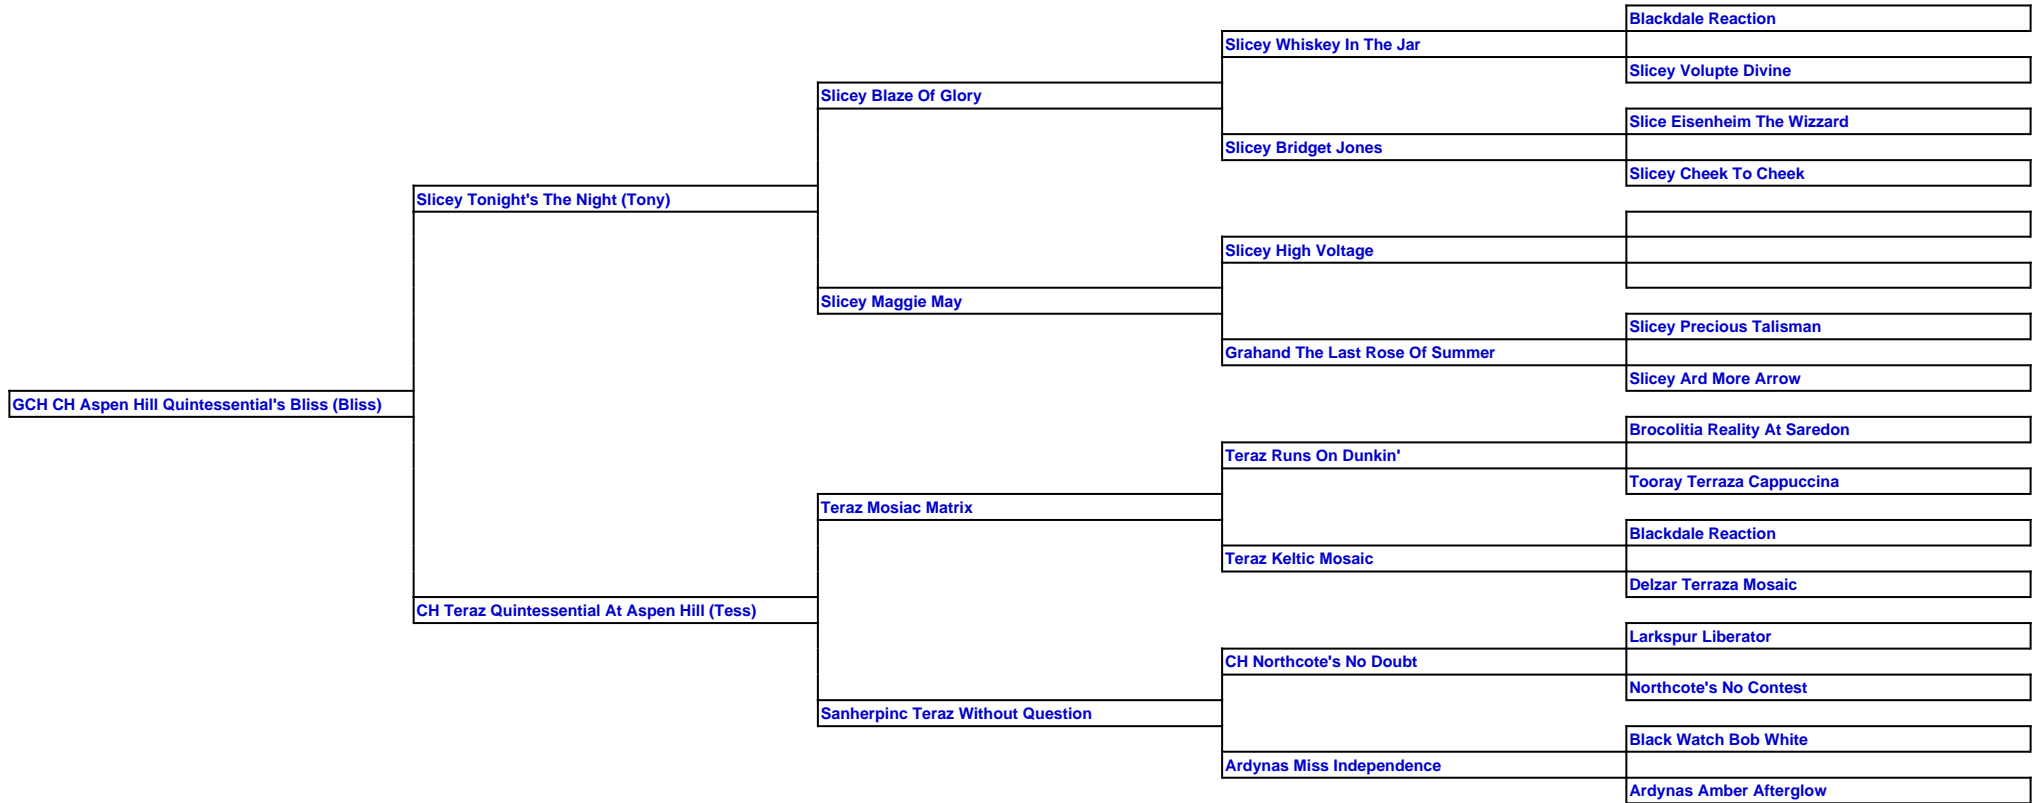 Blackdale Reaction
Slicey Whiskey In The Jar
Slicey Volupte Divine
Slicey Blaze Of Glory
Slice Eisenheim The Wizzard
Slicey Bridget Jones
Slicey Cheek To Cheek
Slicey Tonight's The Night (Tony)
Slicey High Voltage
Slicey Maggie May
Slicey Precious Talisman
Grahand The Last Rose Of Summer
Slicey Ard More Arrow
GCH CH Aspen Hill Quintessential's Bliss (Bliss)
Brocolitia Reality At Saredon
Teraz Runs On Dunkin'
Tooray Terraza Cappuccina
Teraz Mosiac Matrix
Blackdale Reaction
Teraz Keltic Mosaic
Delzar Terraza Mosaic
CH Teraz Quintessential At Aspen Hill (Tess)
Larkspur Liberator
CH Northcote's No Doubt
Northcote's No Contest
Sanherpinc Teraz Without Question
Black Watch Bob White
Ardynas Miss Independence
Ardynas Amber Afterglow